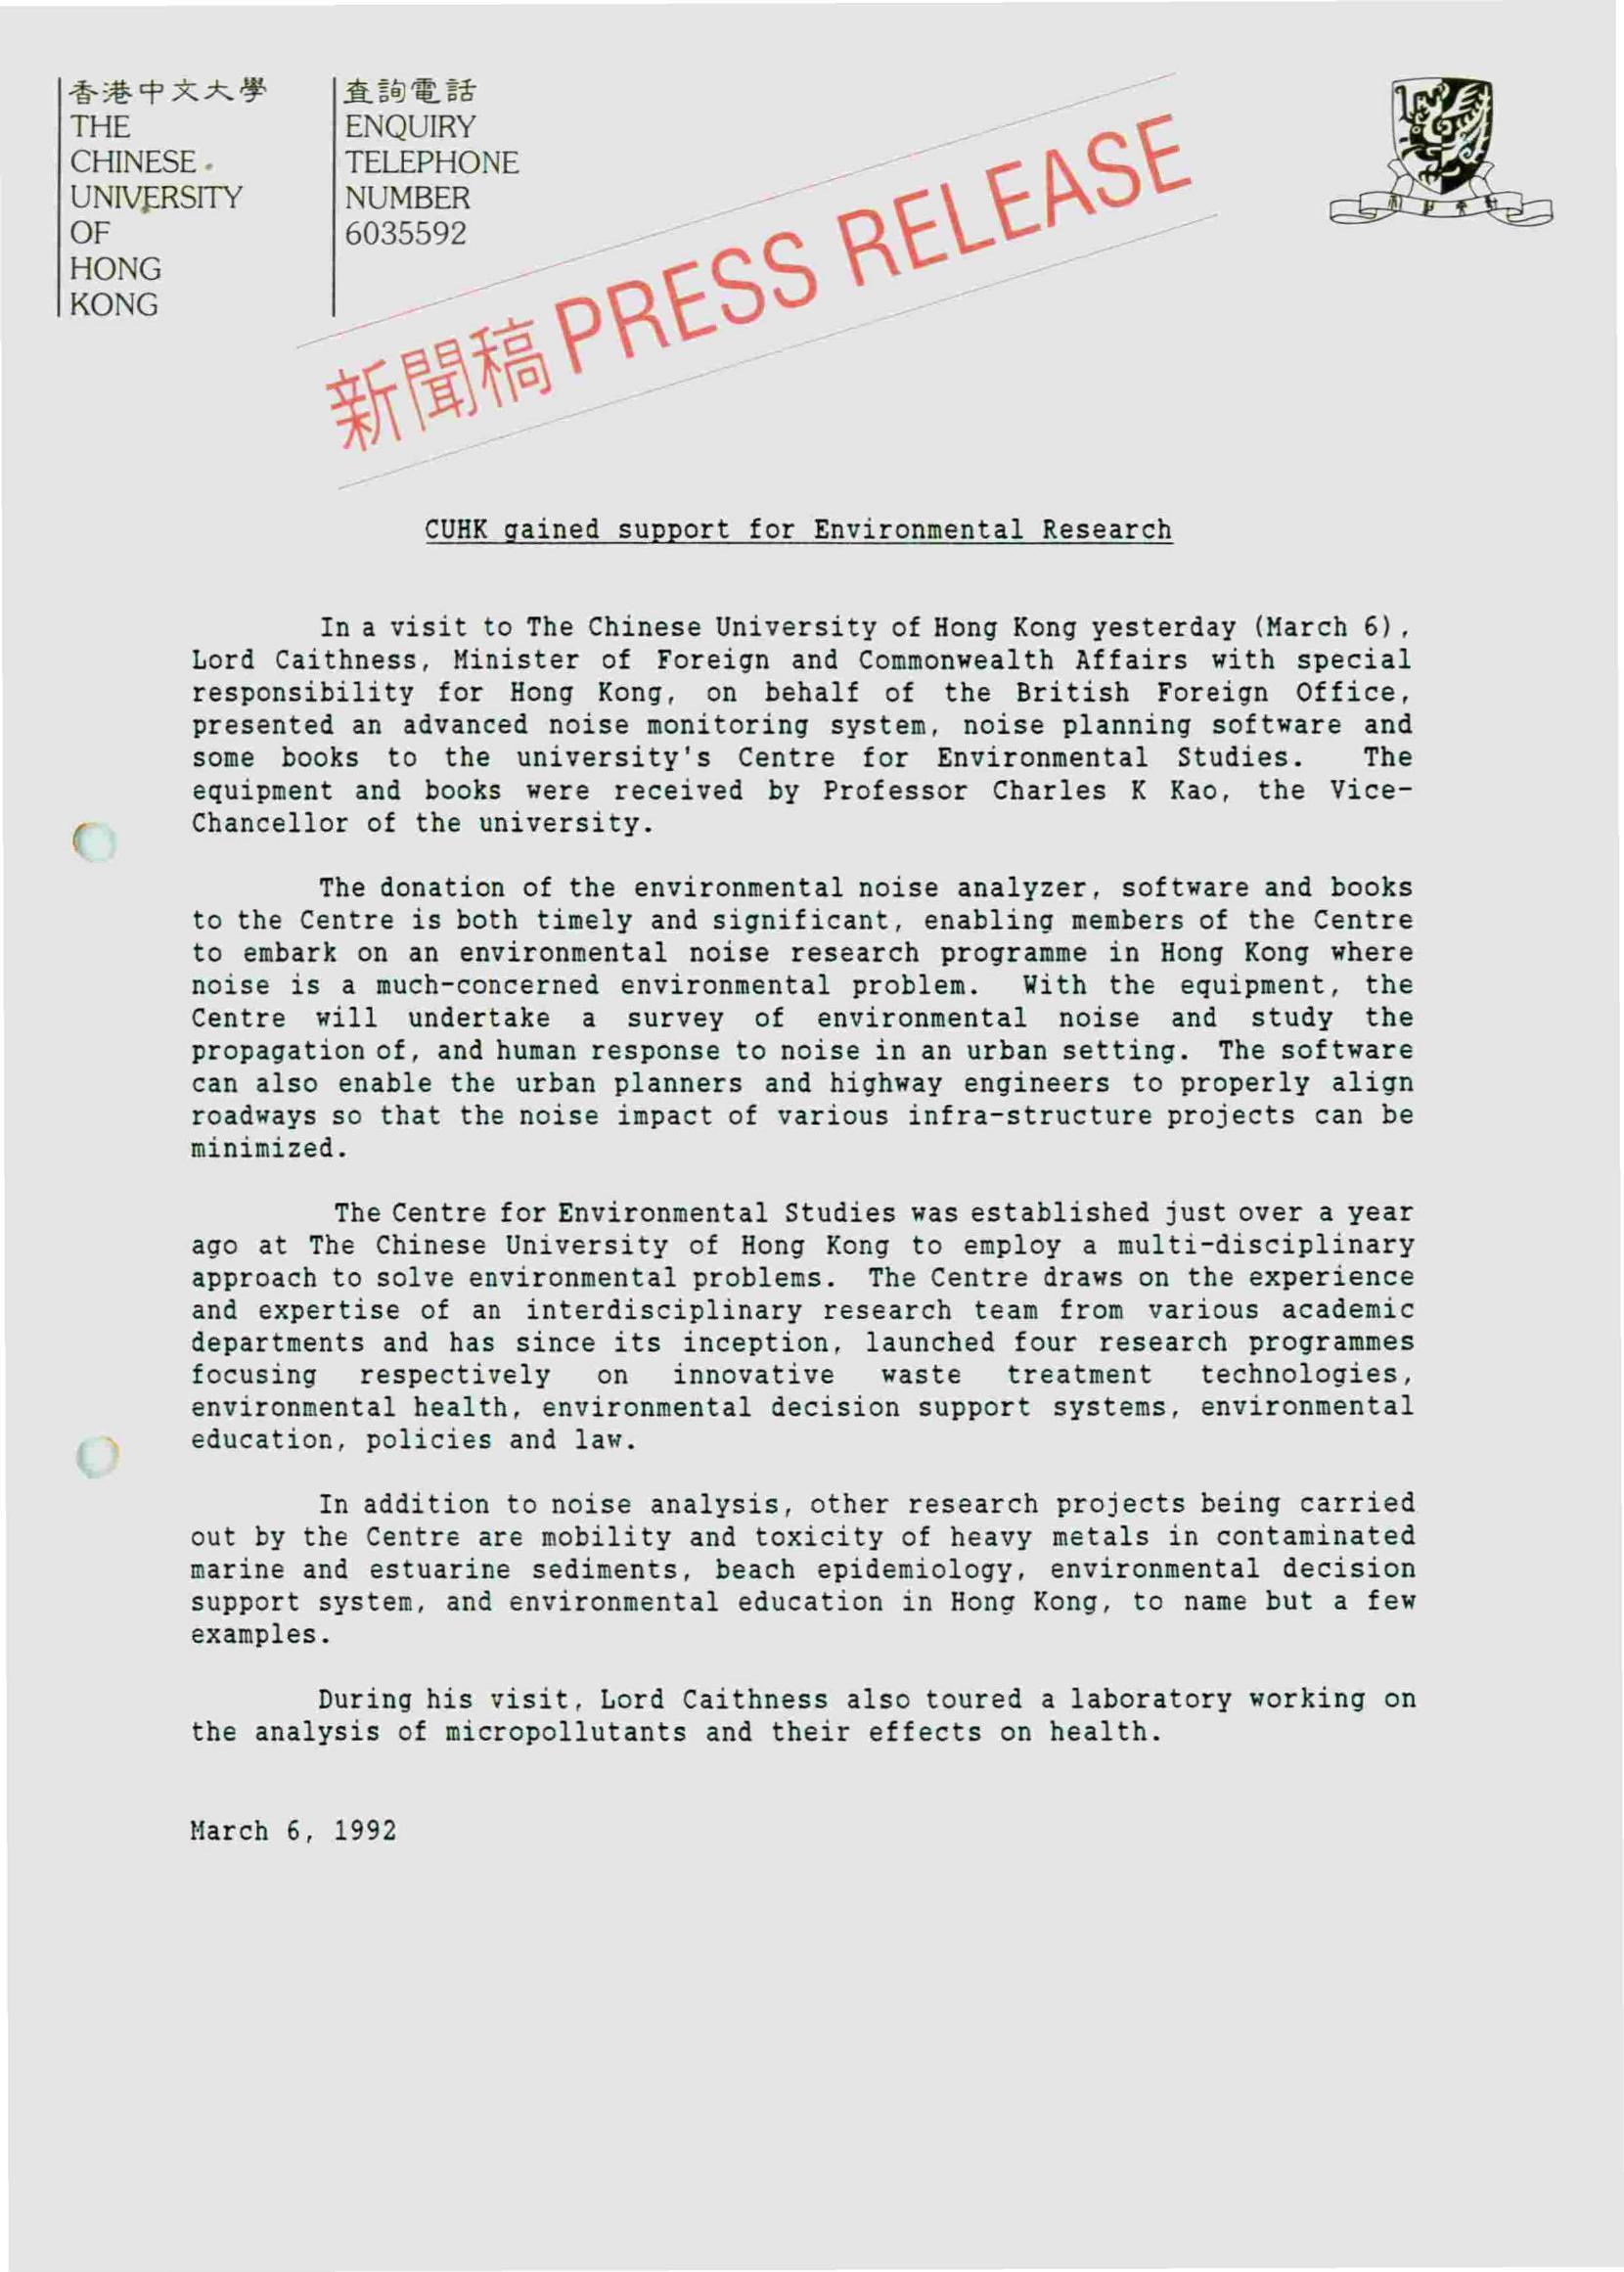 香港中文大學
THE
CHINESE
UNIVERSITY
OF
HONG
KONG
查詢電話
ENQUIRY
TELEPHONE
NUMBER
6035592
新聞稿 PRESS RELEASE
CUHK gained support for Environmental Research
In a visit to The Chinese University of Hong Kong yesterday (March 6),
Lord Caithness, Minister of Foreign and Commonwealth Affairs with special
responsibility for Hong Kong, on behalf of the British Foreign Office,
presented an advanced noise monitoring system, noise planning software and
some books to the university's Centre for Environmental Studies. The
equipment and books were received by Professor Charles K Kao, the Vice-
Chancellor of the university.
The donation of the environmental noise analyzer, software and books
to the Centre is both timely and significant, enabling members of the Centre
to embark on an environmental noise research programme in Hong Kong where
noise is a much-concerned environmental problem. With the equipment, the
Centre will undertake a survey of environmental noise and study the
propagation of, and human response to noise in an urban setting. The software
can also enable the urban planners and highway engineers to properly align
roadways so that the noise impact of various infra-structure projects can be
minimized.
The Centre for Environmental Studies was established just over a year
ago at The Chinese University of Hong Kong to employ a multi-disciplinary
approach to solve environmental problems. The Centre draws on the experience
and expertise of an interdisciplinary research team from various academic
departments and has since its inception, launched four research programmes
focusing respectively on innovative waste treatment technologies,
environmental health, environmental decision support systems, environmental
education, policies and law.
In addition to noise analysis, other research projects being carried
out by the Centre are mobility and toxicity of heavy metals in contaminated
marine and estuarine sediments, beach epidemiology, environmental decision
support system, and environmental education in Hong Kong, to name but a few
examples.
During his visit, Lord Caithness also toured a laboratory working on
the analysis of micropollutants and their effects on health.
March 6, 1992